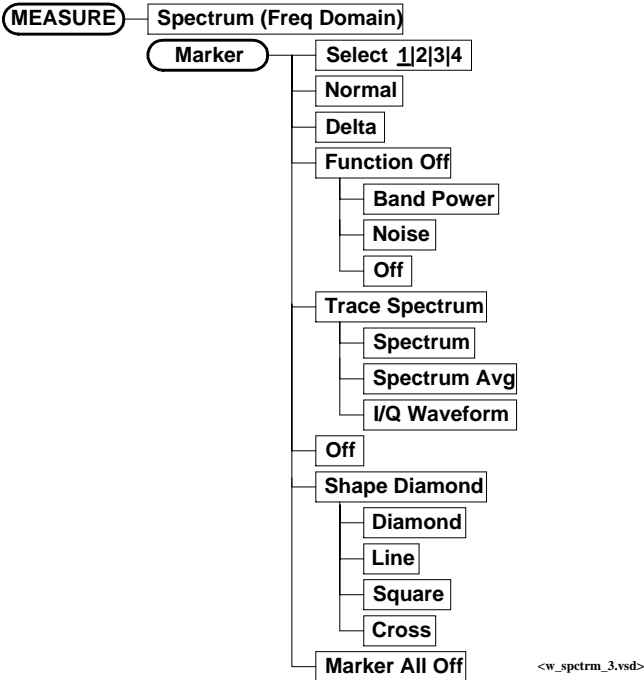 MEASURE Spectrum (Freq Domain)
Marker Select 1|2|3|4
Normal
Delta
Function Off
Band Power
Noise
Off
Trace Spectrum
Spectrum
Spectrum Avg
I/Q Waveform
Off
Shape Diamond
Diamond
Line
Square
Cross
Marker All Off <w_spctrm_3.vsd>